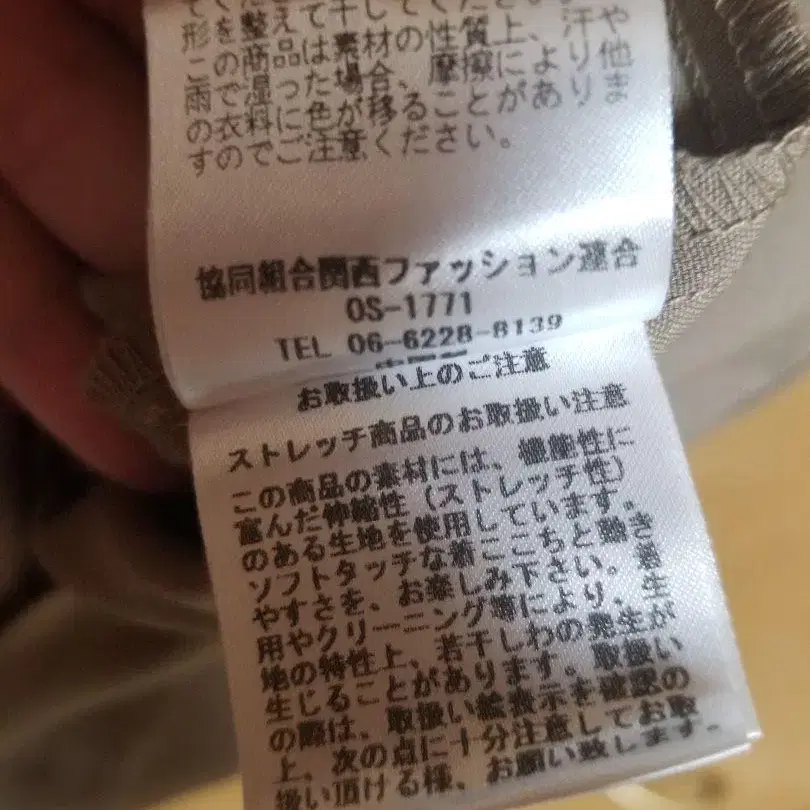 形を整えて干してください。
この商品は素材の性質上、汗や
雨で湿った場合、摩擦により他
の衣料に色が移ることがありま
すのでご注意ください。
協同組合関西ファッション連合
OS-1771
TEL 06-6228-8139
お取扱い上のご注意
ストレッチ商品のお取扱い注意
この商品の素材には、機能性に
富んだ伸縮性（ストレッチ性）
のある生地を使用しています。
ソフトタッチな着ここちと動き
やすさを、お楽しみ下さい。着
用やクリーニング等により、生
地の特性上、若干しわの発生が
生じることがあります。取扱い
の際は、取扱い絵表示を確認の
上、次の点に十分注意してお取
扱い頂ける様、お願い致します。